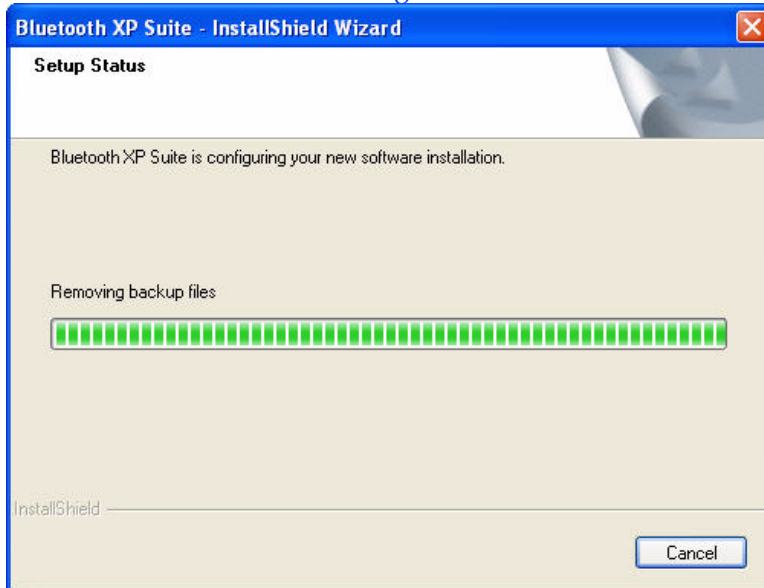 Bluetooth XP Suite - InstallShield Wizard
Setup Status
Bluetooth XP Suite is configuring your new software installation.
Removing backup files
InstallShield
Cancel